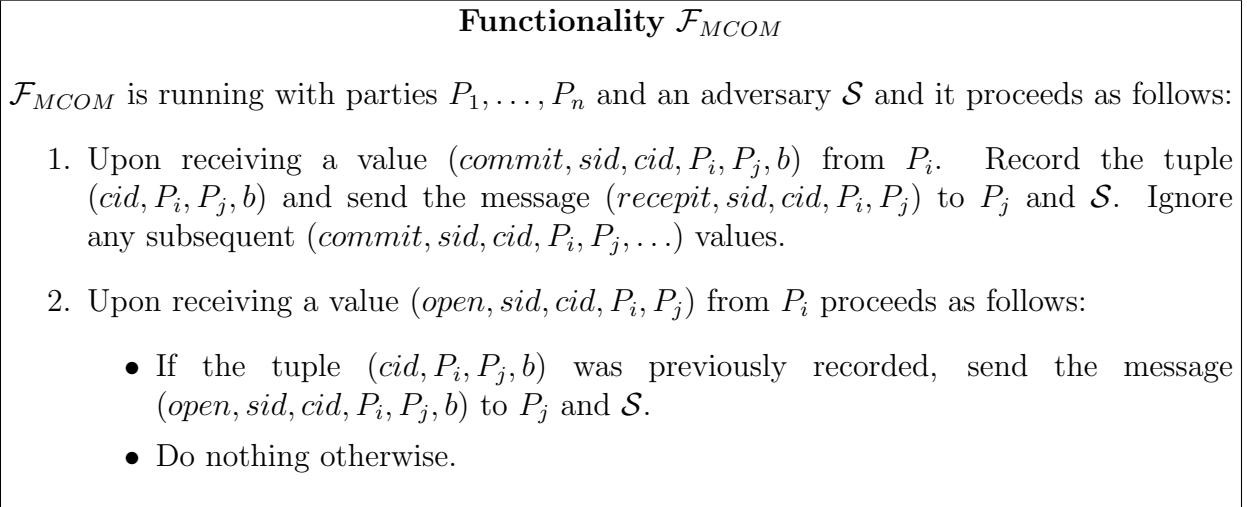 Functionality F_MCOM
F_MCOM is running with parties P_1, . . . , P_n and an adversary S and it proceeds as follows:
1. Upon receiving a value (commit, sid, cid, P_i, P_j, b) from P_i. Record the tuple
(cid, P_i, P_j, b) and send the message (recepit, sid, cid, P_i, P_j) to P_j and S. Ignore
any subsequent (commit, sid, cid, P_i, P_j, . . .) values.
2. Upon receiving a value (open, sid, cid, P_i, P_j) from P_i proceeds as follows:
• If the tuple (cid, P_i, P_j, b) was previously recorded, send the message
(open, sid, cid, P_i, P_j, b) to P_j and S.
• Do nothing otherwise.